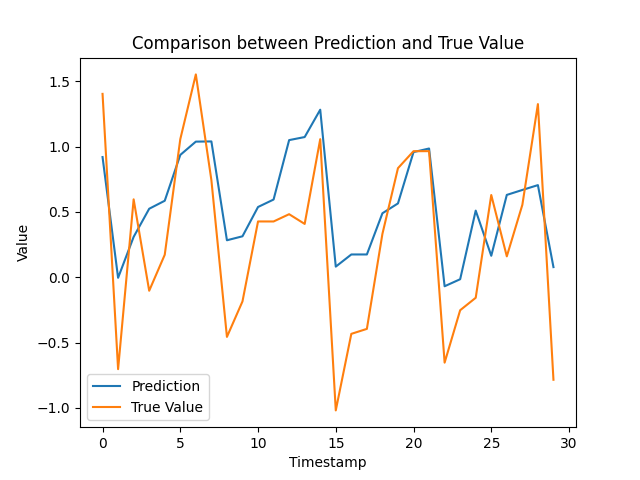 Comparison between Prediction and True Value
1.5
1.0
0.5
0.0
−0.5
−1.0
Value
Prediction
True Value
0 5 10 15 20 25 30
Timestamp